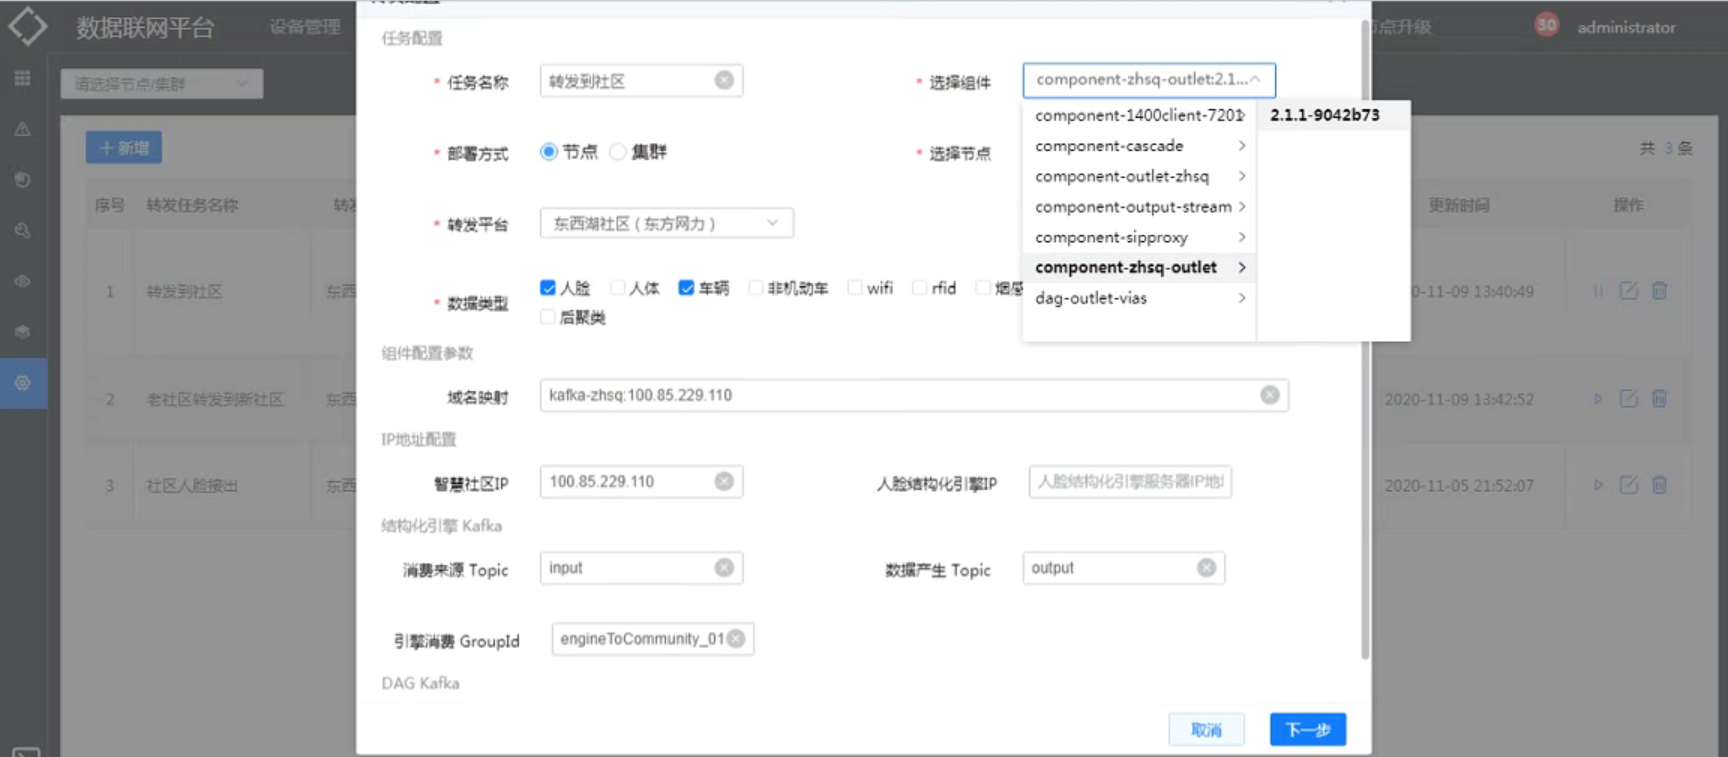 数据联网平台
设备管理
点升级
30
administrator
请选择节点/集群
+ 新增
共 3 条
序号
转发任务名称
转发
更新时间
操作
1
转发到社区
东西
0-11-09 13:40:49
2
老社区转发到新社区
东西
2020-11-09 13:42:52
3
社区人脸接出
东西
2020-11-05 21:52:07
任务配置
* 任务名称
转发到社区
* 选择组件
component-zhsq-outlet:2.1...
component-1400client-7201
2.1.1-9042b73
component-cascade
component-outlet-zhsq
component-output-stream
component-sipproxy
component-zhsq-outlet
dag-outlet-vias
* 部署方式
节点
集群
* 选择节点
* 转发平台
东西湖社区 ( 东方网力 )
* 数据类型
人脸
人体
车辆
非机动车
wifi
rfid
烟感
后聚类
组件配置参数
域名映射
kafka-zhsq:100.85.229.110
IP地址配置
智慧社区IP
100.85.229.110
人脸结构化引擎IP
人脸结构化引擎服务器IP地
结构化引擎 Kafka
消费来源 Topic
input
数据产生 Topic
output
引擎消费 GroupId
engineToCommunity_01
DAG Kafka
取消
下一步